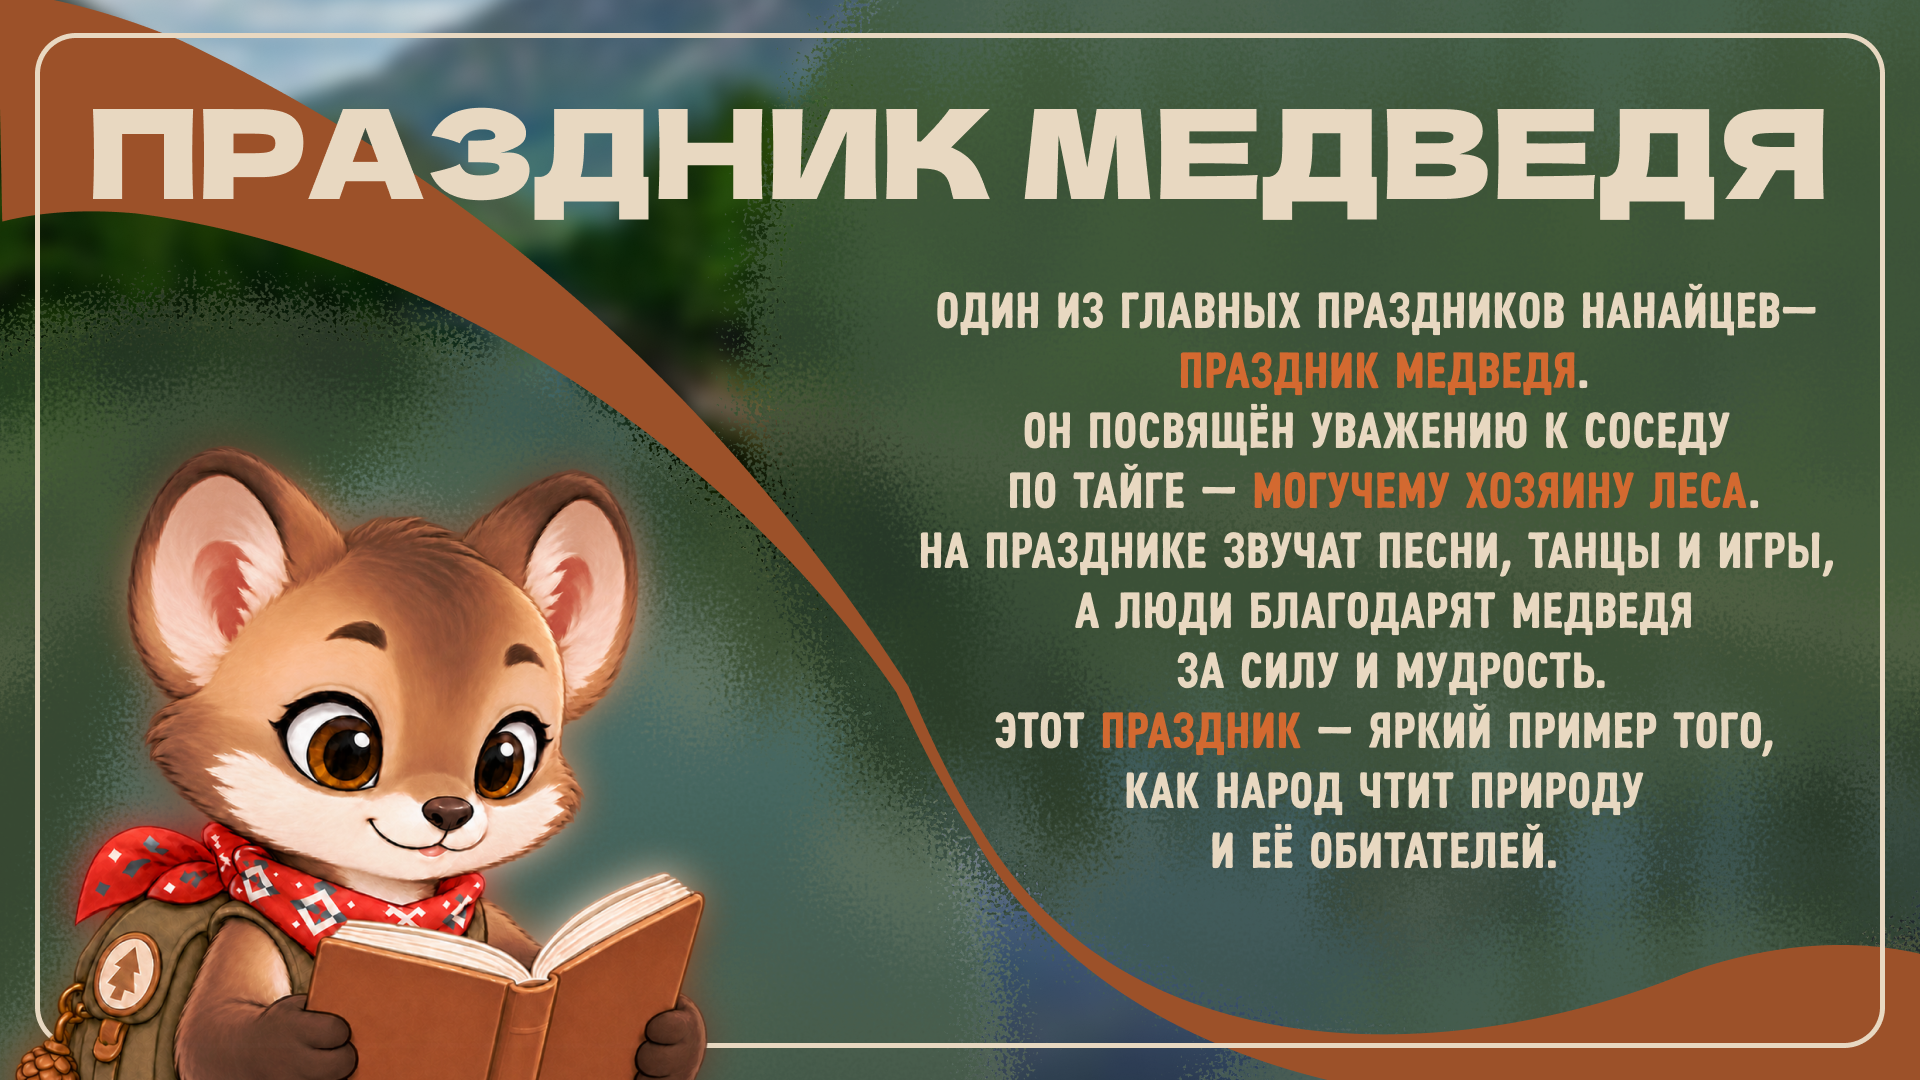 ПРАЗДНИК МЕДВЕДЯ
ОДИН ИЗ ГЛАВНЫХ ПРАЗДНИКОВ НАНАЙЦЕВ—
ПРАЗДНИК МЕДВЕДЯ.
ОН ПОСВЯЩЁН УВАЖЕНИЮ К СОСЕДУ
ПО ТАЙГЕ — МОГУЧЕМУ ХОЗЯИНУ ЛЕСА.
НА ПРАЗДНИКЕ ЗВУЧАТ ПЕСНИ, ТАНЦЫ И ИГРЫ,
А ЛЮДИ БЛАГОДАРЯТ МЕДВЕДЯ
ЗА СИЛУ И МУДРОСТЬ.
ЭТОТ ПРАЗДНИК — ЯРКИЙ ПРИМЕР ТОГО,
КАК НАРОД ЧТИТ ПРИРОДУ
И ЕЁ ОБИТАТЕЛЕЙ.